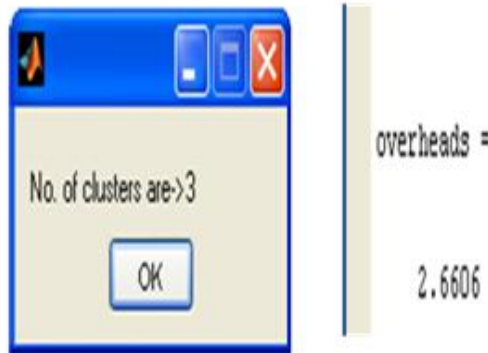 No. of clusters are->3
OK
overheads =
2.6606